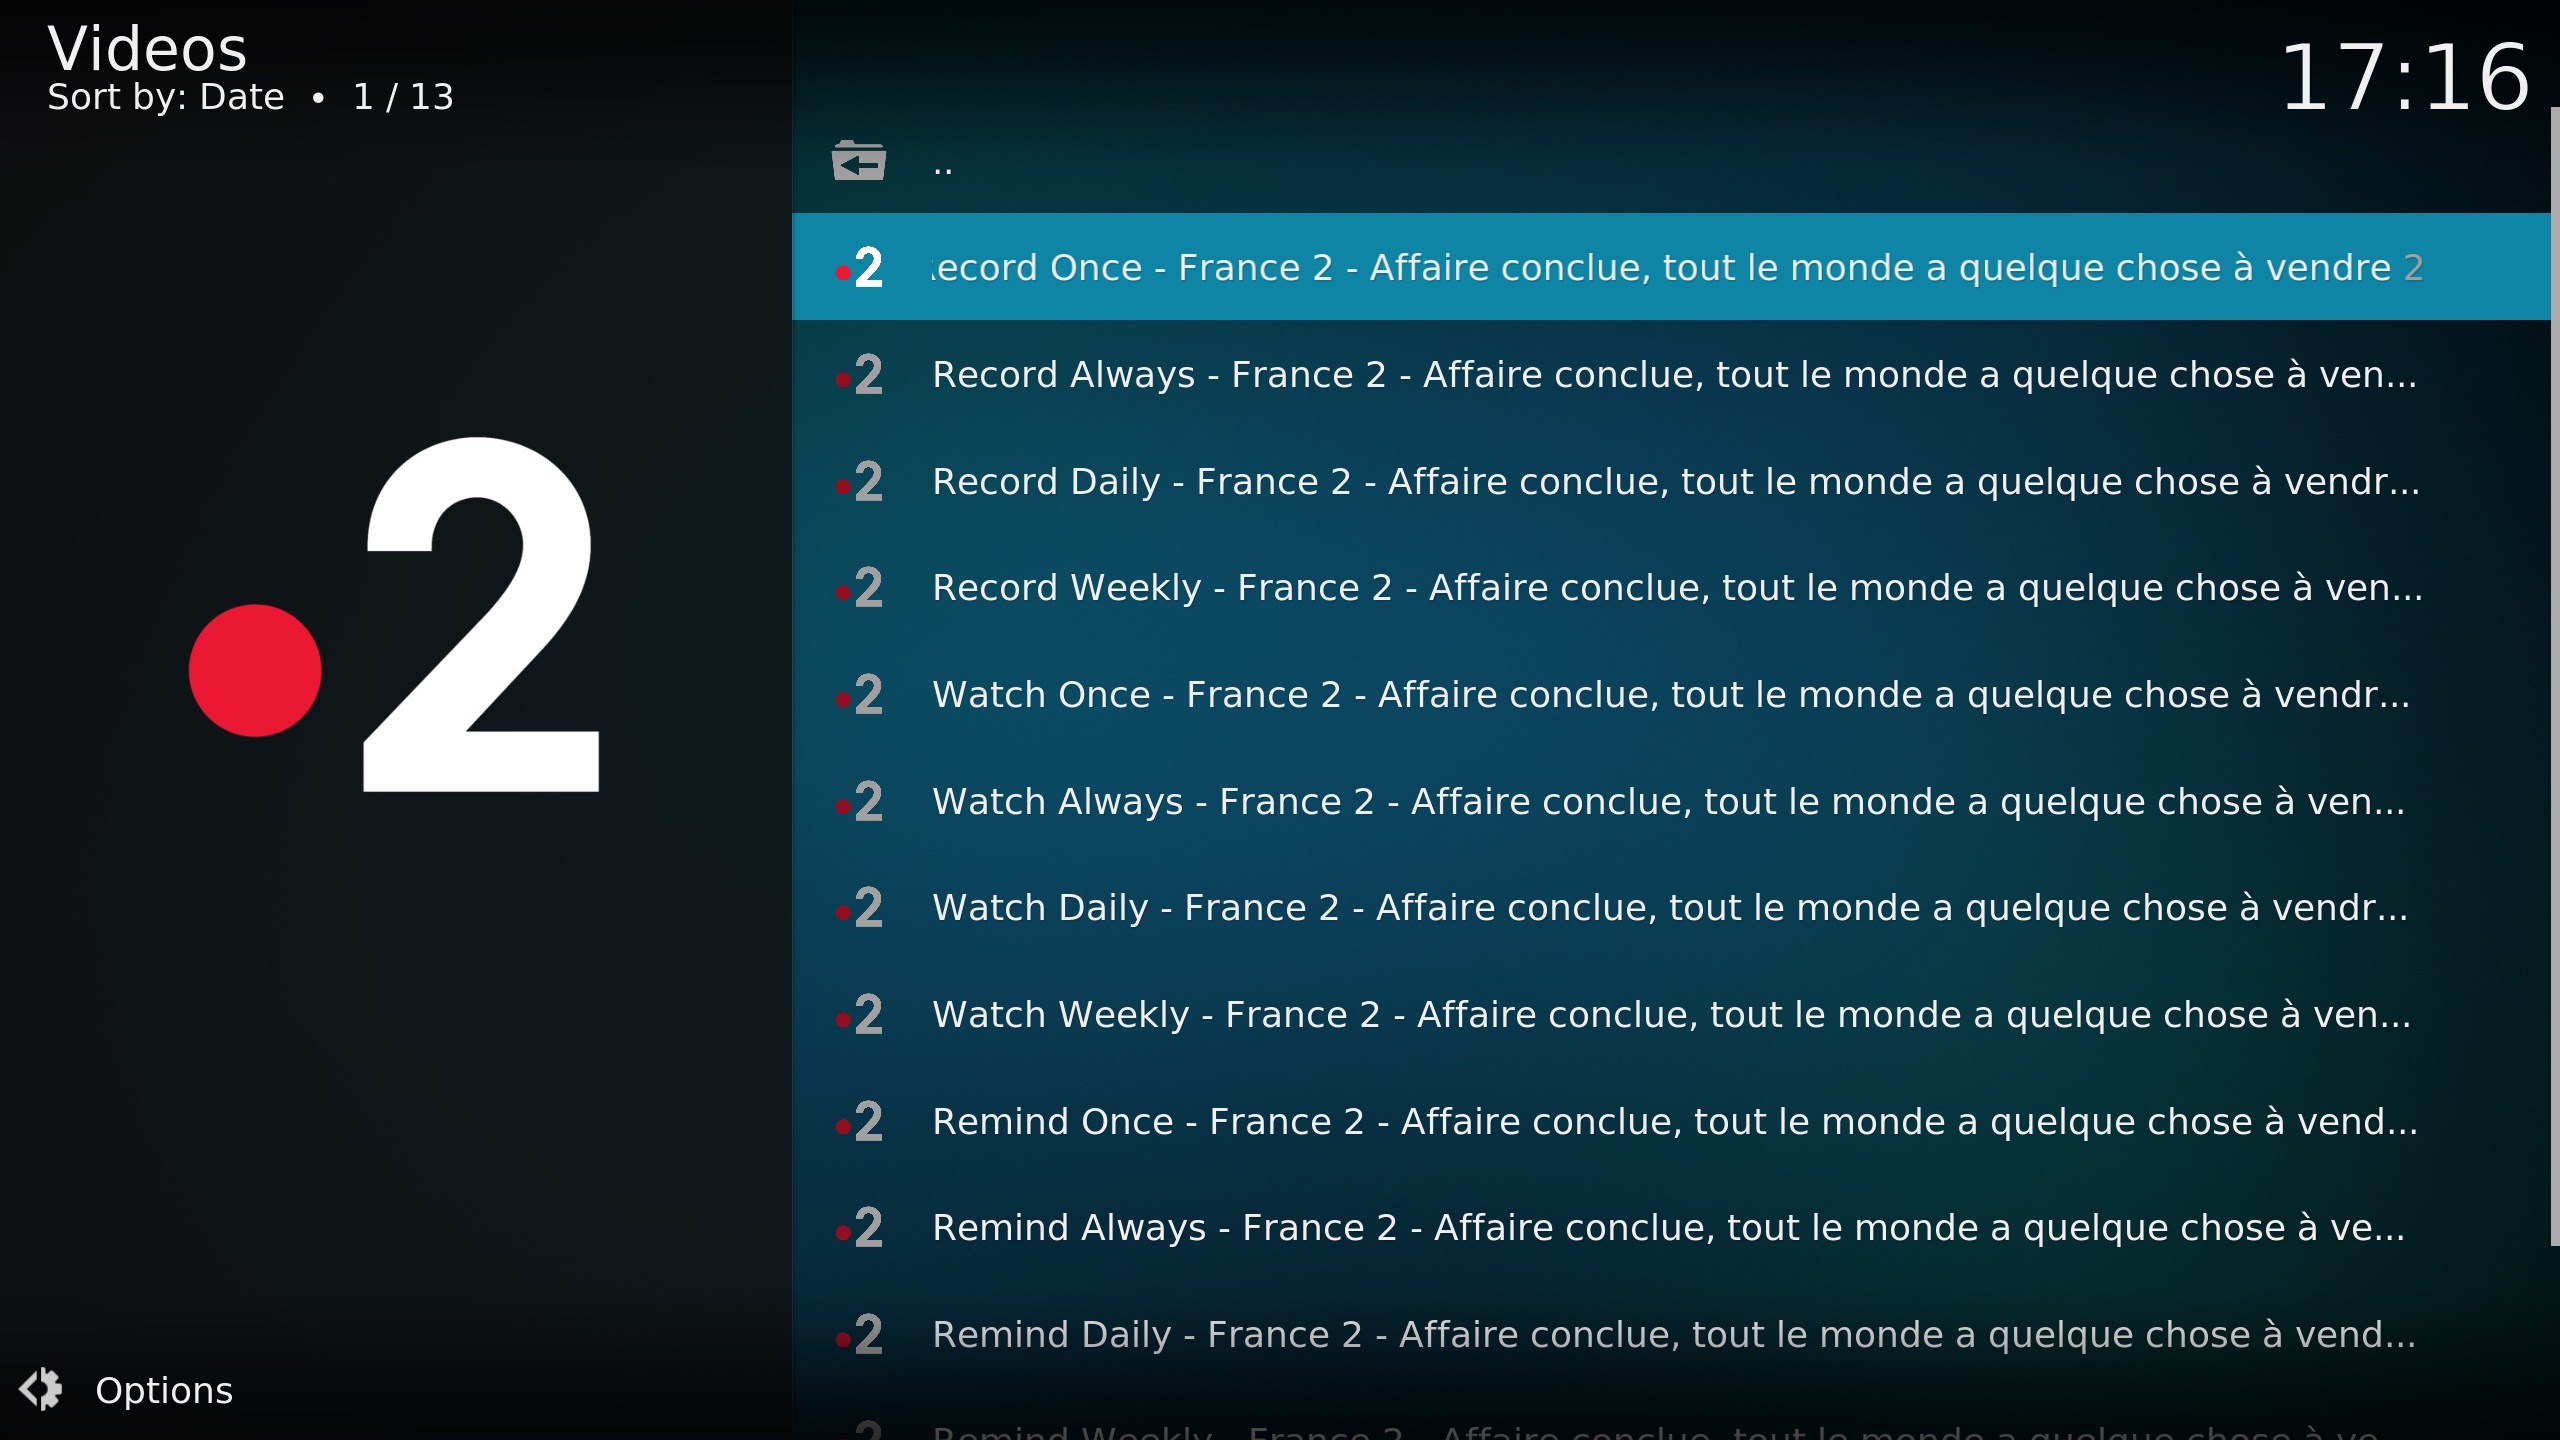 Videos
Sort by: Date • 1 / 13
17:16
..
2 ecord Once - France 2 - Affaire conclue, tout le monde a quelque chose à vendre 2
2 Record Always - France 2 - Affaire conclue, tout le monde a quelque chose à ven...
2 Record Daily - France 2 - Affaire conclue, tout le monde a quelque chose à vendr...
2 Record Weekly - France 2 - Affaire conclue, tout le monde a quelque chose à ven...
2 Watch Once - France 2 - Affaire conclue, tout le monde a quelque chose à vendr...
2 Watch Always - France 2 - Affaire conclue, tout le monde a quelque chose à ven...
2 Watch Daily - France 2 - Affaire conclue, tout le monde a quelque chose à vendr...
2 Watch Weekly - France 2 - Affaire conclue, tout le monde a quelque chose à ven...
2 Remind Once - France 2 - Affaire conclue, tout le monde a quelque chose à vend...
2 Remind Always - France 2 - Affaire conclue, tout le monde a quelque chose à ve...
2 Remind Daily - France 2 - Affaire conclue, tout le monde a quelque chose à vend...
2 Remind Weekly - France 2 - Affaire conclue, tout le monde a quelque chose à ve...
2
Options